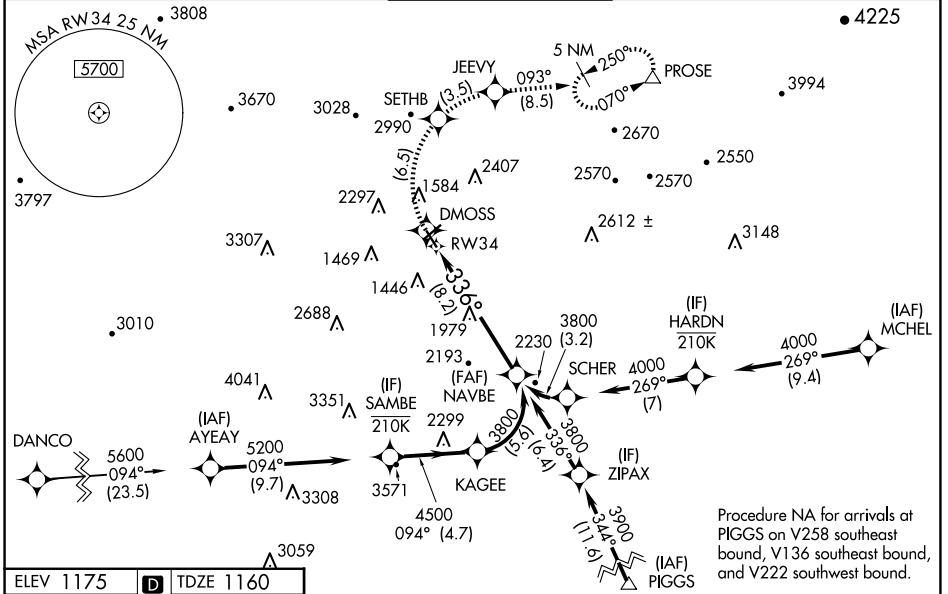 MSA RW34 25 NM
5700
3808
4225
5 NM
250°
070°
PROSE
JEEVY
093°
(8.5)
(3.5)
SETHB
2990
3028
3670
3994
2670
2550
2570
2570
3797
(6.5)
2407
1584
2297
DMOSS
RW34
2612 ±
3148
3307
1469
1446
336°
(8.2)
1979
2688
3010
2193
2230
3800
(3.2)
(FAF)
NAVBE
SCHER
4000
269°
(7)
(IF)
HARDN
210K
4000
269°
(9.4)
(IAF)
MCHEL
4041
3351
(IF)
SAMBE
210K
2299
3800
(5.6)
3800
336°
(6.4)
(IF)
ZIPAX
DANCO
5600
094°
(23.5)
(IAF)
AYEAY
5200
094°
(9.7)
3308
3571
KAGEE
4500
094° (4.7)
3059
3900
344°
(11.6)
(IAF)
PIGGS
Procedure NA for arrivals at
PIGGS on V258 southeast
bound, V136 southeast bound,
and V222 southwest bound.
ELEV 1175 D TDZE 1160